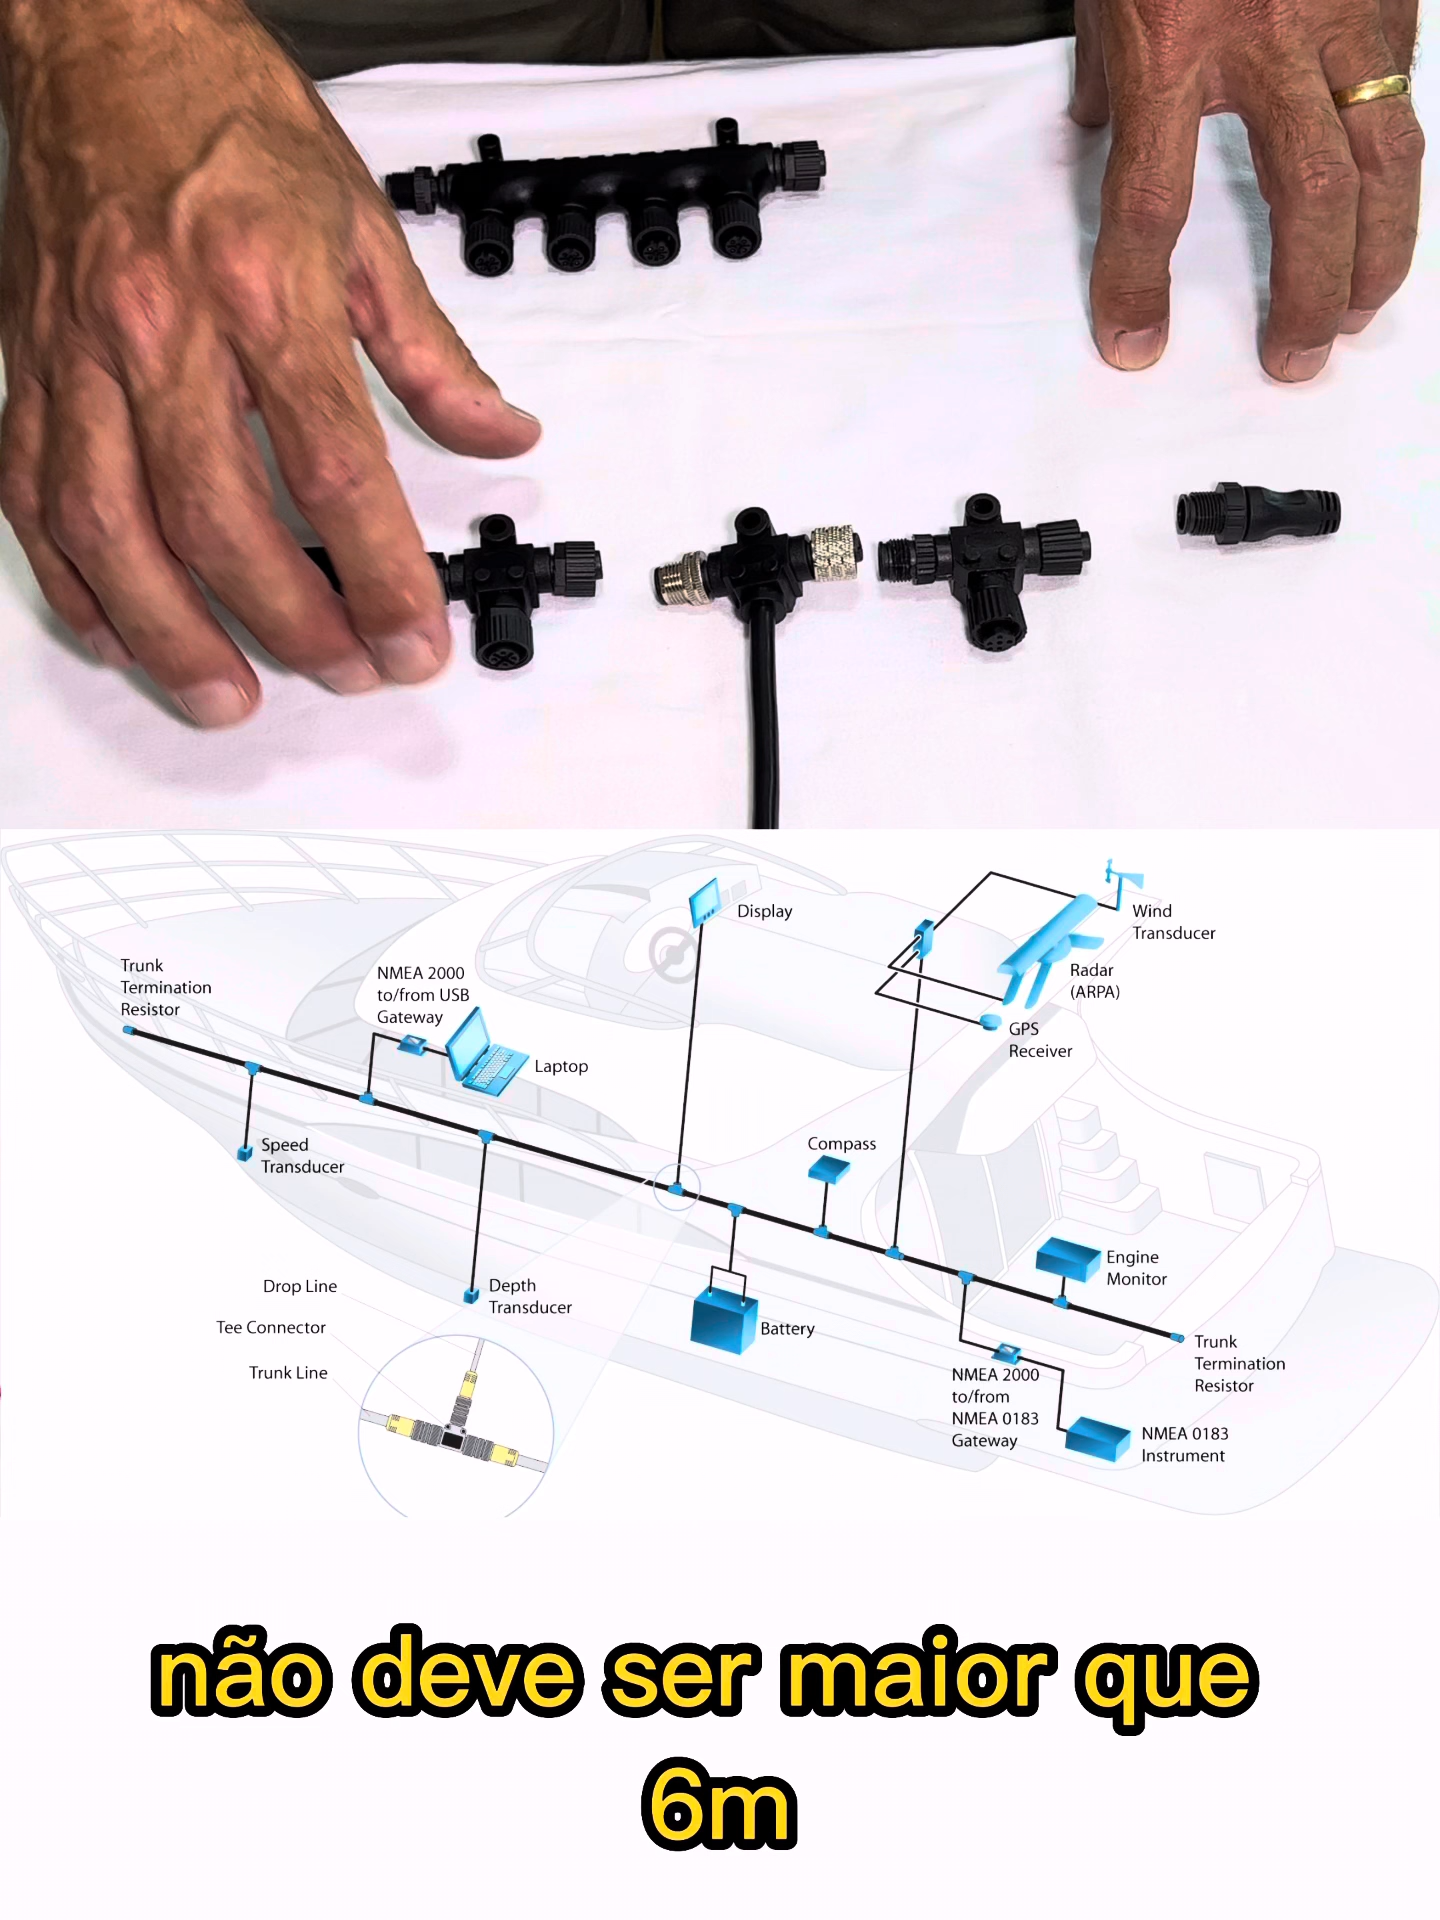 Display
Wind
Transducer
Radar
(ARPA)
GPS
Receiver
Trunk
Termination
Resistor
NMEA 2000
to/from USB
Gateway
Laptop
Speed
Transducer
Compass
Engine
Monitor
Drop Line
Tee Connector
Trunk Line
Depth
Transducer
Battery
Trunk
Termination
Resistor
NMEA 2000
to/from
NMEA 0183
Gateway
NMEA 0183
Instrument
não deve ser maior que
6m